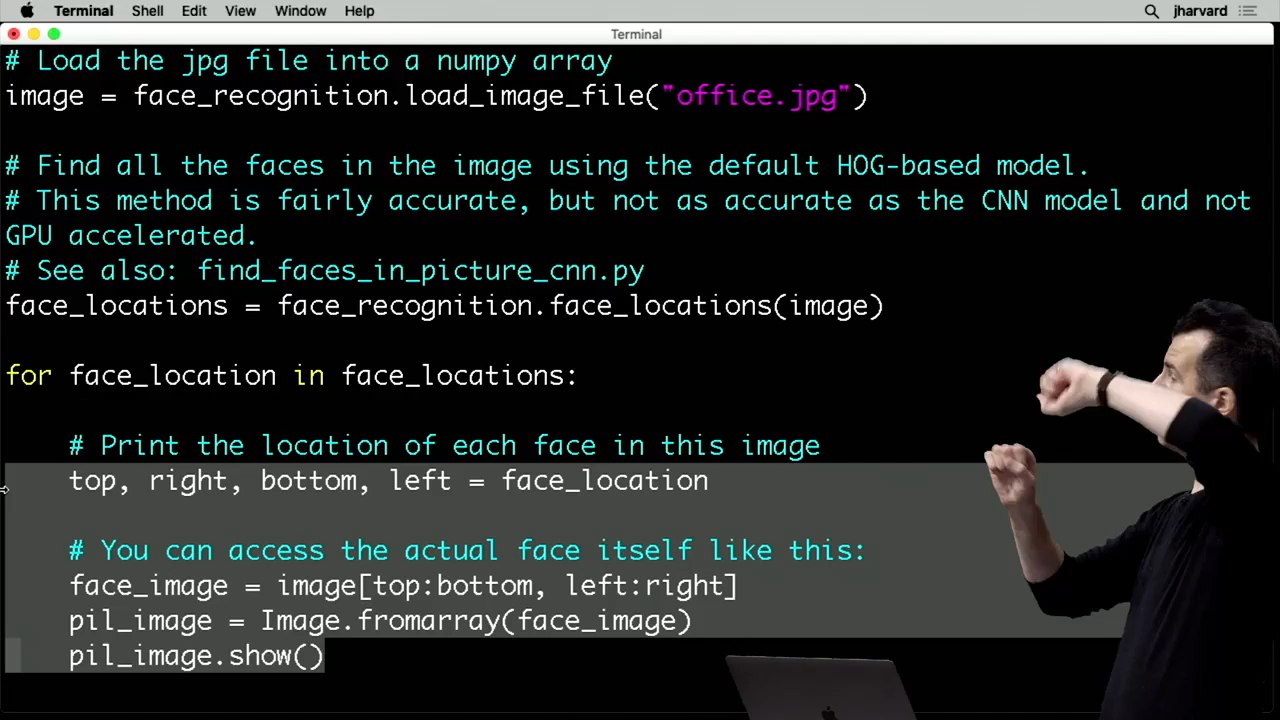 Terminal Shell Edit View Window Help jharvard
Terminal
# Load the jpg file into a numpy array
image = face_recognition.load_image_file("office.jpg")
# Find all the faces in the image using the default HOG-based model.
# This method is fairly accurate, but not as accurate as the CNN model and not
GPU accelerated.
# See also: find_faces_in_picture_cnn.py
face_locations = face_recognition.face_locations(image)
for face_location in face_locations:
    # Print the location of each face in this image
    top, right, bottom, left = face_location
    # You can access the actual face itself like this:
    face_image = image[top:bottom, left:right]
    pil_image = Image.fromarray(face_image)
    pil_image.show()